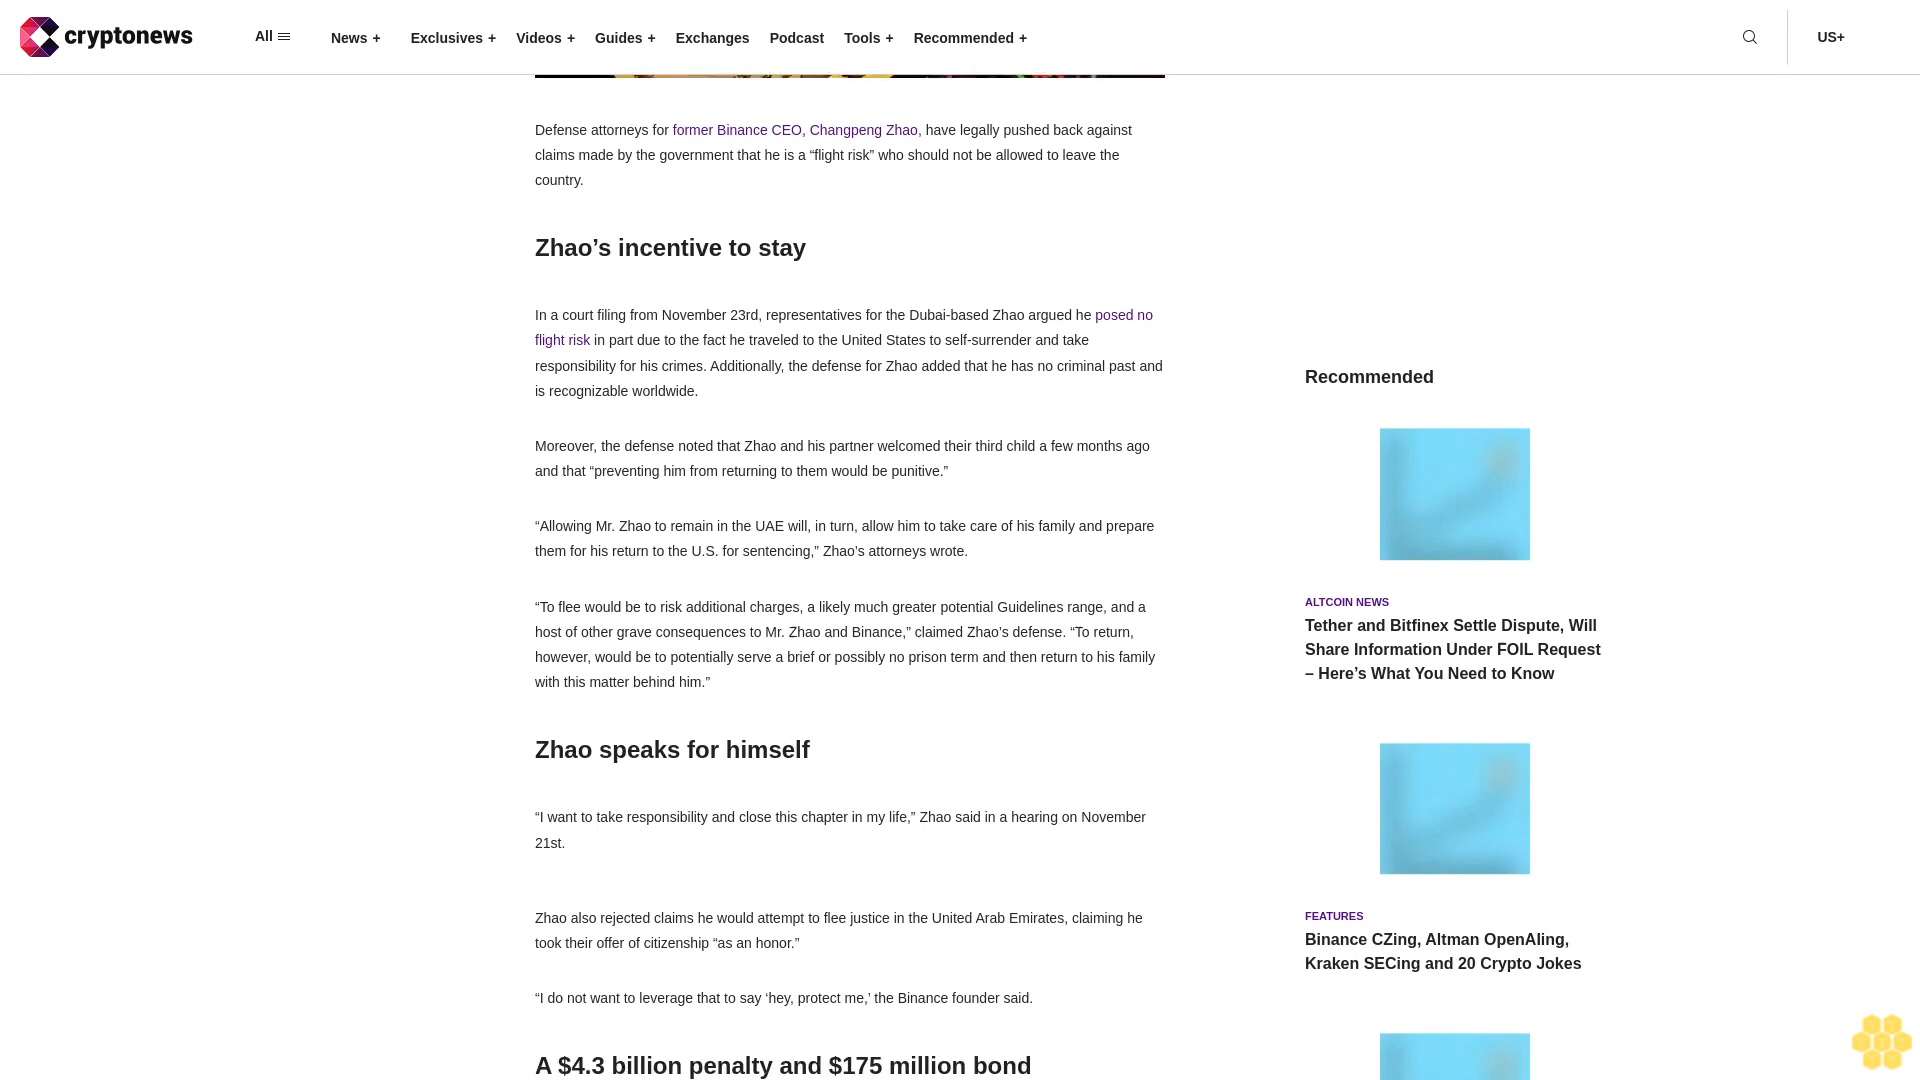 cryptonews
All
News +
Exclusives +
Videos +
Guides +
Exchanges
Podcast
Tools +
Recommended +
US+
Defense attorneys for former Binance CEO, Changpeng Zhao, have legally pushed back against
claims made by the government that he is a “flight risk” who should not be allowed to leave the
country.
Zhao’s incentive to stay
In a court filing from November 23rd, representatives for the Dubai-based Zhao argued he posed no
flight risk in part due to the fact he traveled to the United States to self-surrender and take
responsibility for his crimes. Additionally, the defense for Zhao added that he has no criminal past and
is recognizable worldwide.
Moreover, the defense noted that Zhao and his partner welcomed their third child a few months ago
and that “preventing him from returning to them would be punitive.”
“Allowing Mr. Zhao to remain in the UAE will, in turn, allow him to take care of his family and prepare
them for his return to the U.S. for sentencing,” Zhao’s attorneys wrote.
“To flee would be to risk additional charges, a likely much greater potential Guidelines range, and a
host of other grave consequences to Mr. Zhao and Binance,” claimed Zhao’s defense. “To return,
however, would be to potentially serve a brief or possibly no prison term and then return to his family
with this matter behind him.”
Zhao speaks for himself
“I want to take responsibility and close this chapter in my life,” Zhao said in a hearing on November
21st.
Zhao also rejected claims he would attempt to flee justice in the United Arab Emirates, claiming he
took their offer of citizenship “as an honor.”
“I do not want to leverage that to say ‘hey, protect me,’ the Binance founder said.
A $4.3 billion penalty and $175 million bond
Recommended
ALTCOIN NEWS
Tether and Bitfinex Settle Dispute, Will
Share Information Under FOIL Request
– Here’s What You Need to Know
FEATURES
Binance CZing, Altman OpenAIing,
Kraken SECing and 20 Crypto Jokes